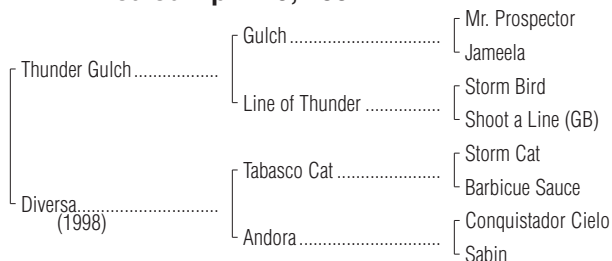 Mr. Prospector
Gulch
Jameela
Thunder Gulch
Storm Bird
Line of Thunder
Shoot a Line (GB)
Storm Cat
Tabasco Cat
Barbicue Sauce
Diversa
(1998)
Conquistador Cielo
Andora
Sabin